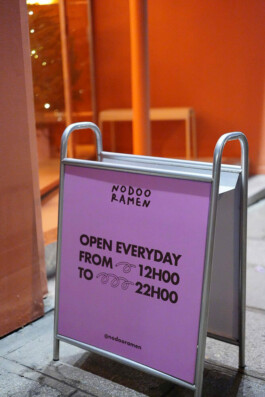 NODOO
RAMEN
OPEN EVERYDAY
FROM 12H00
TO 22H00
@nodooramen